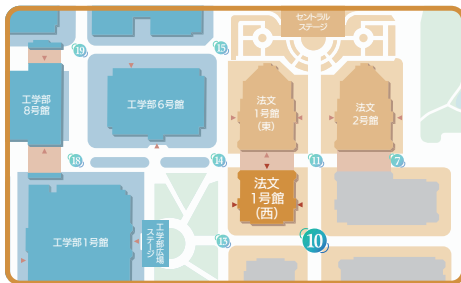 セントラル
ステージ
19
15
工学部
8号館
工学部6号館
法文
1号館
(東)
法文
2号館
18
14
11
7
法文
1号館
(西)
工学部1号館
工学部広場
ステージ
13
10